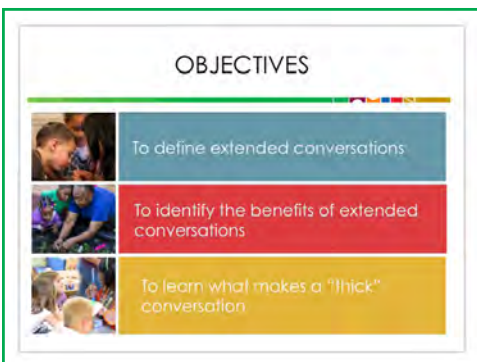 OBJECTIVES
To define extended conversations
To identify the benefits of extended
conversations
To learn what makes a "thick"
conversation